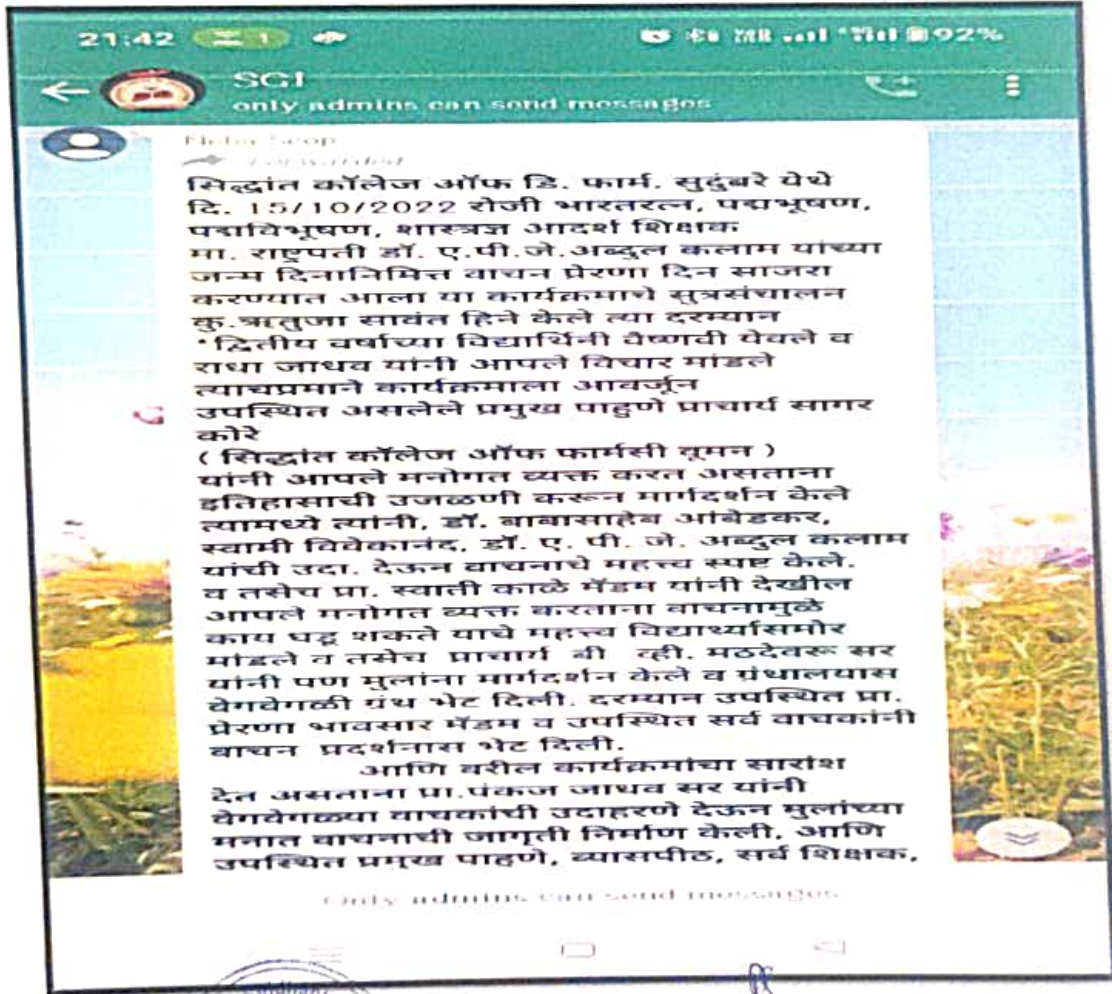 21:42 1 92%
SGI
only admins can send messages
Neha Scop
Forwarded
सिद्धांत कॉलेज ऑफ डि. फार्म. सुदुंबरे येथे
दि. 15/10/2022 रोजी भारतरत्न, पद्मभूषण,
पद्मविभूषण, शास्त्रज्ञ आदर्श शिक्षक
मा. राष्ट्रपती डॉ. ए.पी.जे.अब्दुल कलाम यांच्या
जन्म दिनानिमित्त वाचन प्रेरणा दिन साजरा
करण्यात आला या कार्यक्रमाचे सुत्रसंचालन
कु.ऋतुजा सावंत हिने केले त्या दरम्यान
*द्वितीय वर्षाच्या विद्यार्थिनी वैष्णवी येवले व
राधा जाधव यांनी आपले विचार मांडले
त्याचप्रमाने कार्यक्रमाला आवर्जून
उपस्थित असलेले प्रमुख पाहुणे प्राचार्य सागर
कोरे
( सिद्धांत कॉलेज ऑफ फार्मसी वूमन )
यांनी आपले मनोगत व्यक्त करत असताना
इतिहासाची उजळणी करून मार्गदर्शन केले
त्यामध्ये त्यांनी, डॉ. बाबासाहेब आंबेडकर,
स्वामी विवेकानंद, डॉ. ए. पी. जे. अब्दुल कलाम
यांची उदा. देऊन वाचनाचे महत्त्व स्पष्ट केले.
व तसेच प्रा. स्वाती काळे मॅडम यांनी देखील
आपले मनोगत व्यक्त करताना वाचनामुळे
काय घडू शकते याचे महत्त्व विद्यार्थ्यांसमोर
मांडले व तसेच प्राचार्य बी व्ही. मठदेवरू सर
यांनी पण मुलांना मार्गदर्शन केले व ग्रंथालयास
वेगवेगळी ग्रंथ भेट दिली. दरम्यान उपस्थित प्रा.
प्रेरणा भावसार मॅडम व उपस्थित सर्व वाचकांनी
वाचन प्रदर्शनास भेट दिली.
आणि वरील कार्यक्रमांचा सारांश
देत असताना प्रा.पंकज जाधव सर यांनी
वेगवेगळया वाचकांची उदाहरणे देऊन मुलांच्या
मनात वाचनाची जागृती निर्माण केली, आणि
उपस्थित प्रमुख पाहुणे, व्यासपीठ, सर्व शिक्षक,
Only admins can send messages